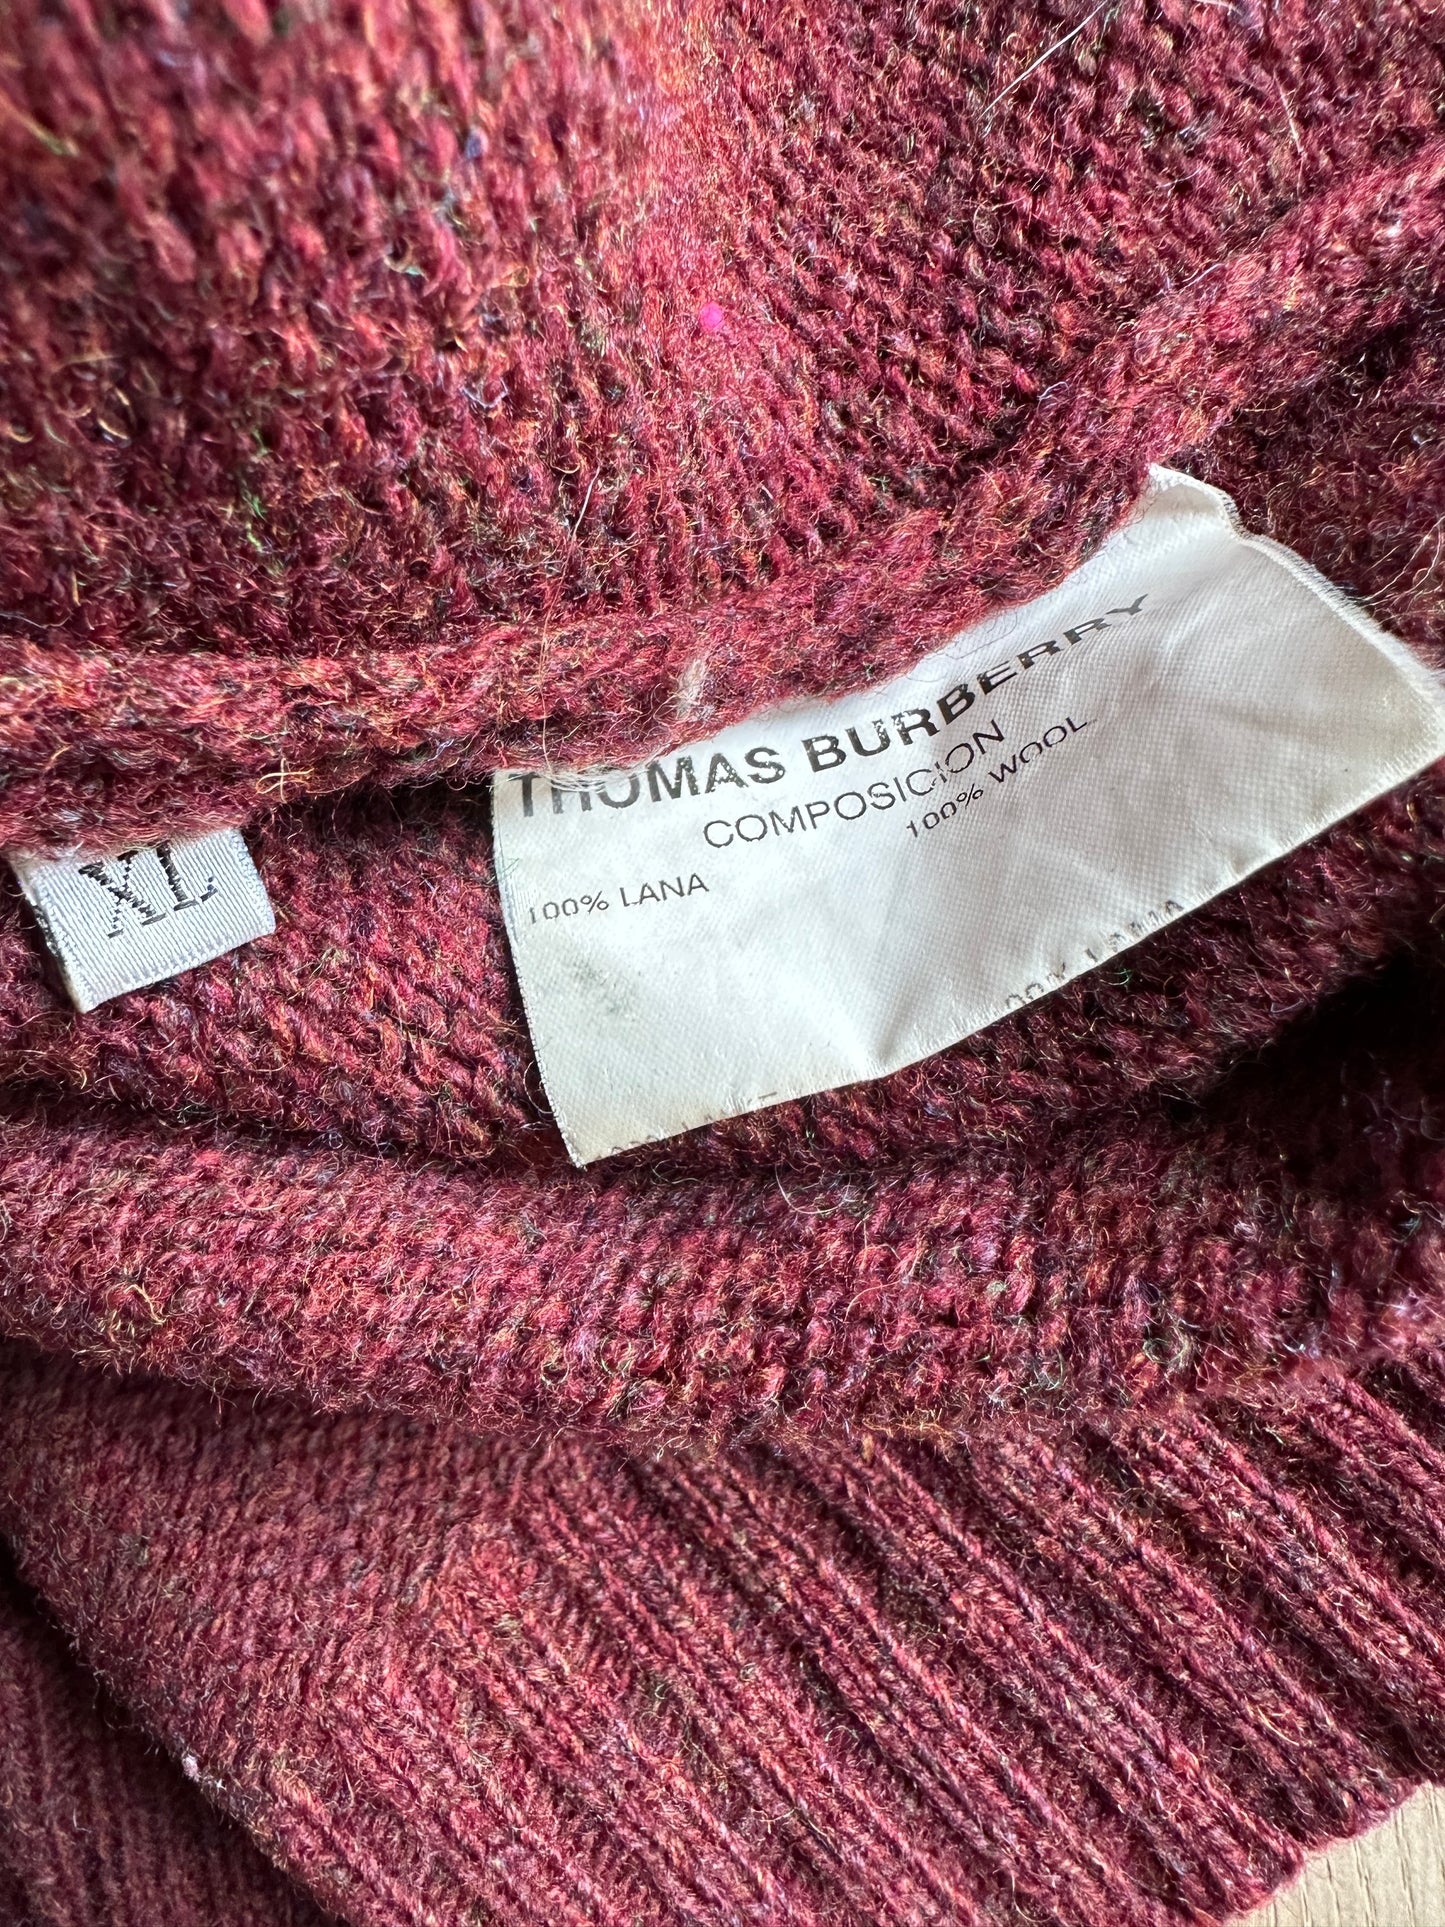 XL
THOMAS BURBERRY
COMPOSICION
100% LANA
100% WOOL